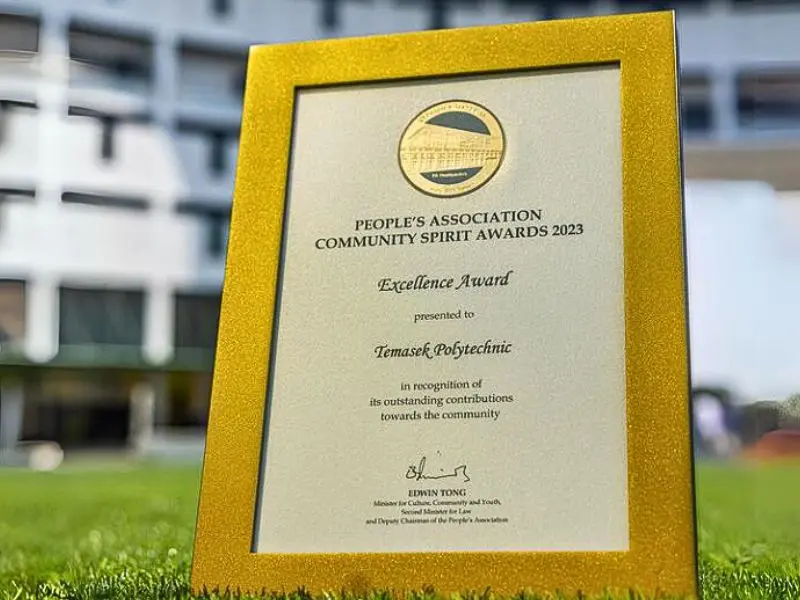 PEOPLE'S ASSOCIATION
COMMUNITY SPIRIT AWARDS 2023
Excellence Award
presented to
Temasek Polytechnic
in recognition of
its outstanding contributions
towards the community
EDWIN TONG
Minister for Culture, Community and Youth,
Second Minister for Law
and Deputy Chairman of the People's Association